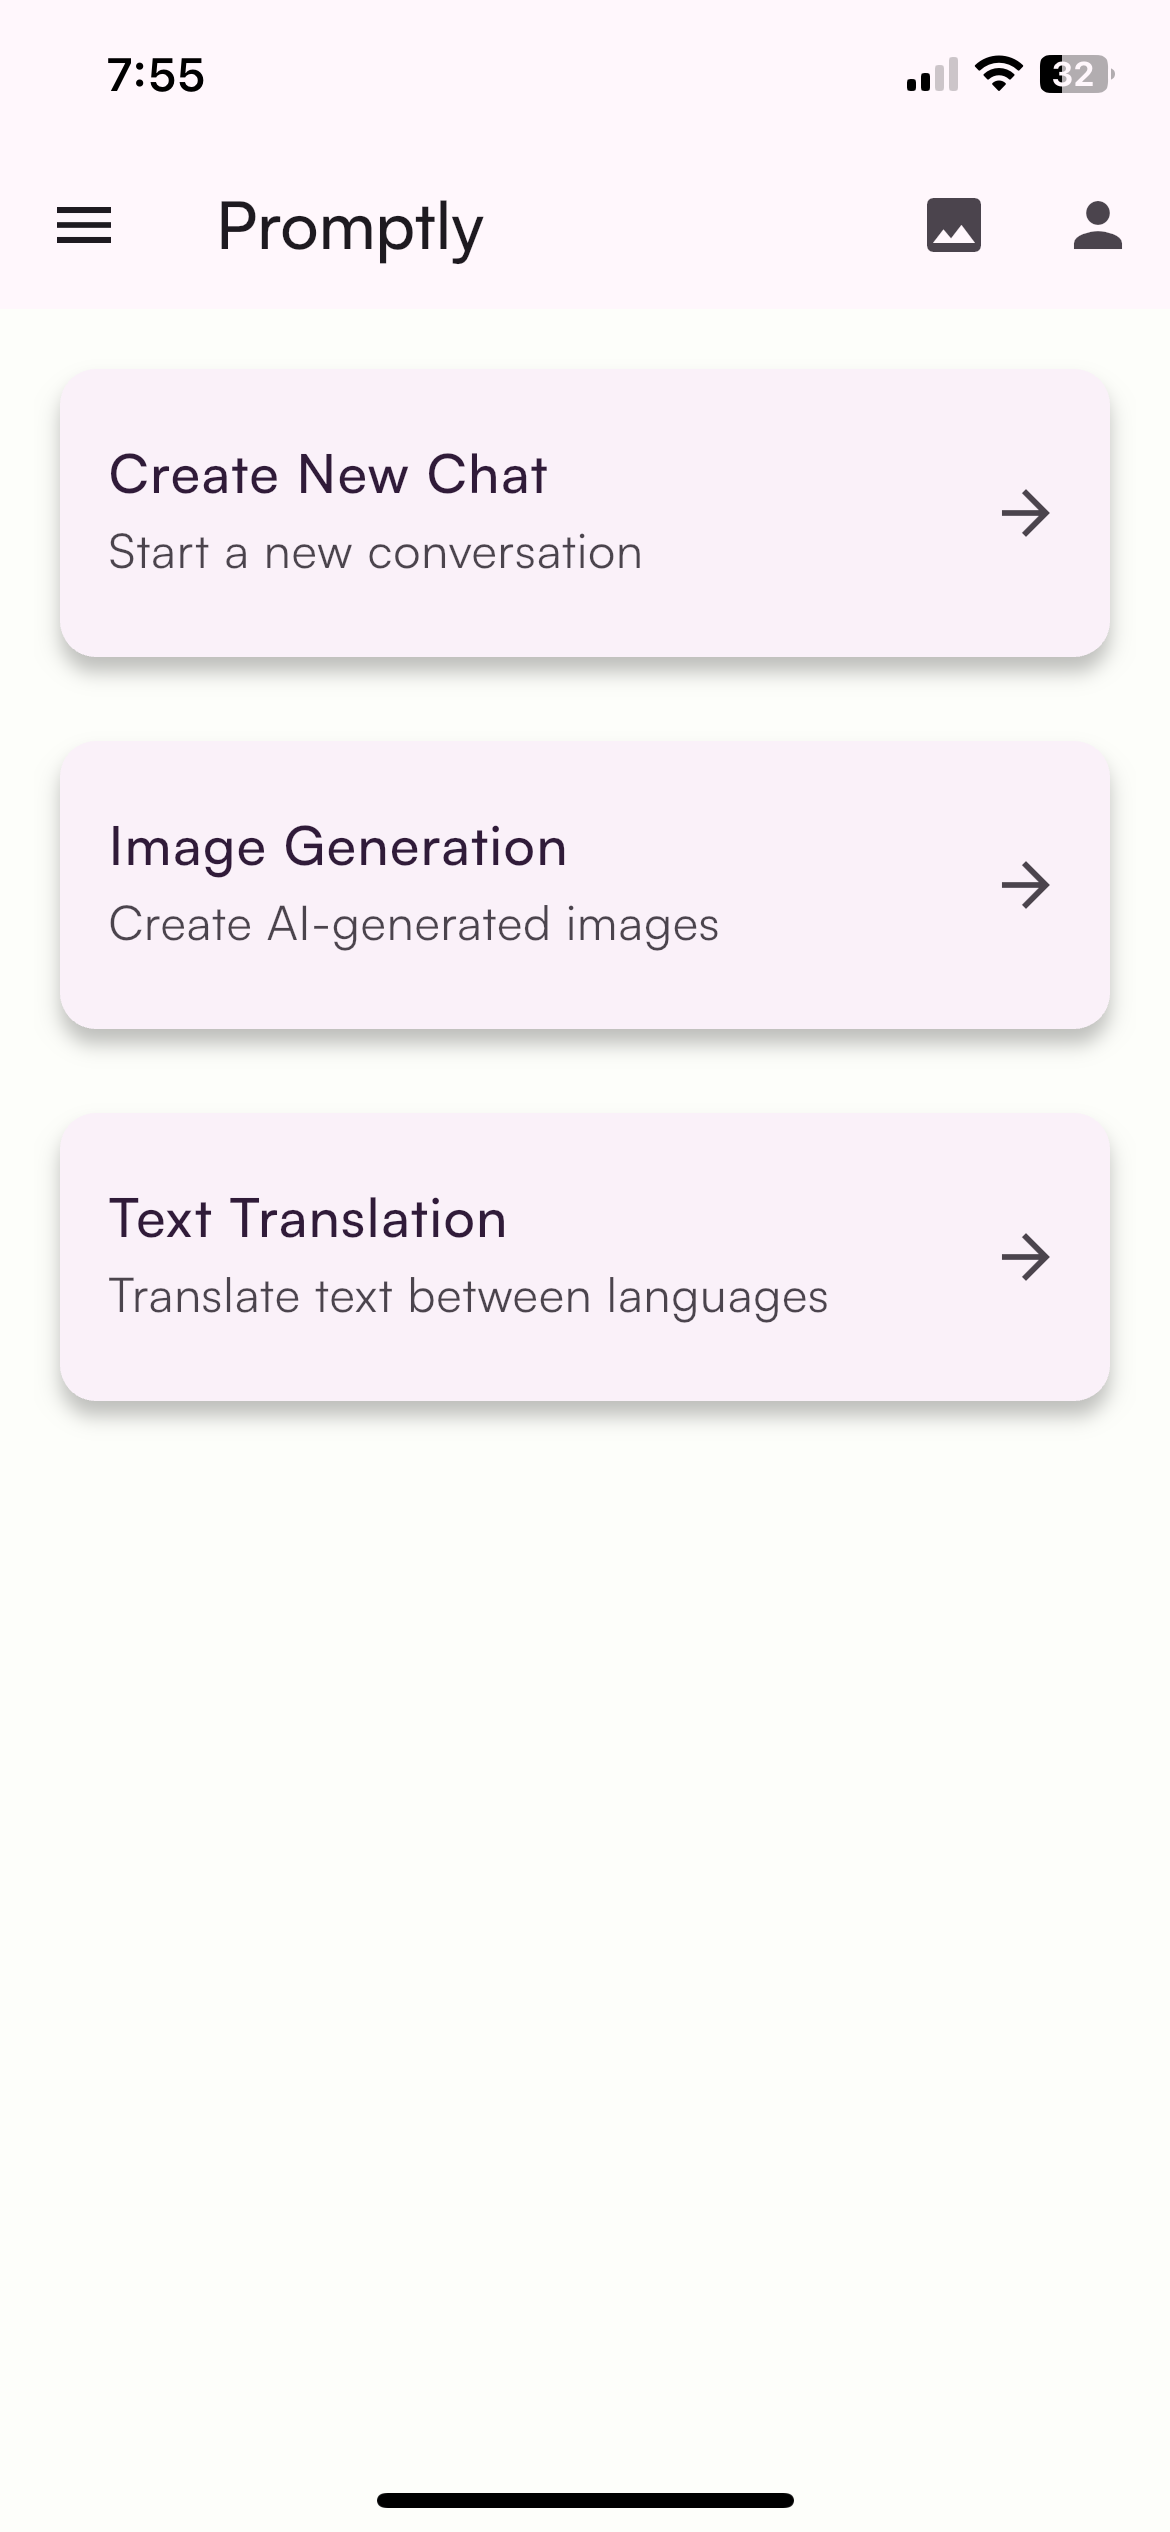 7:55
32
Promptly
Create New Chat
Start a new conversation
Image Generation
Create AI-generated images
Text Translation
Translate text between languages